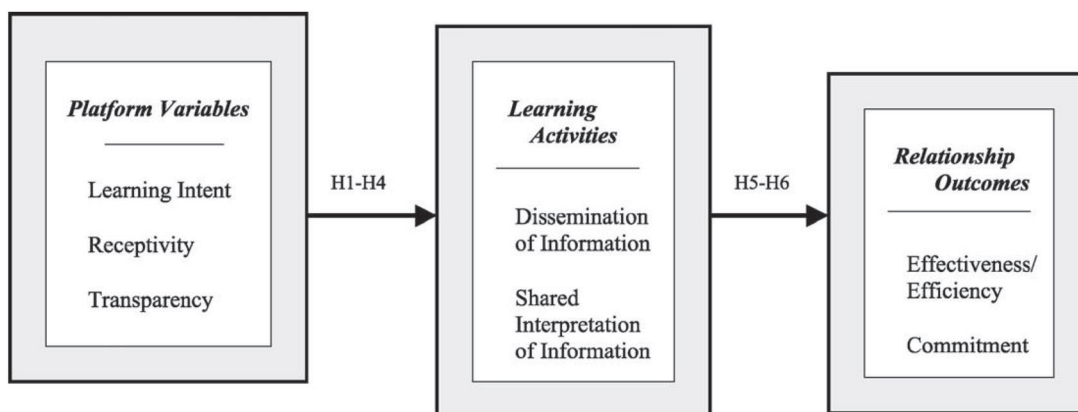 Platform Variables
Learning Intent
Receptivity
Transparency
H1-H4
Learning
Activities
Dissemination
of Information
Shared
Interpretation
of Information
H5-H6
Relationship
Outcomes
Effectiveness/
Efficiency
Commitment